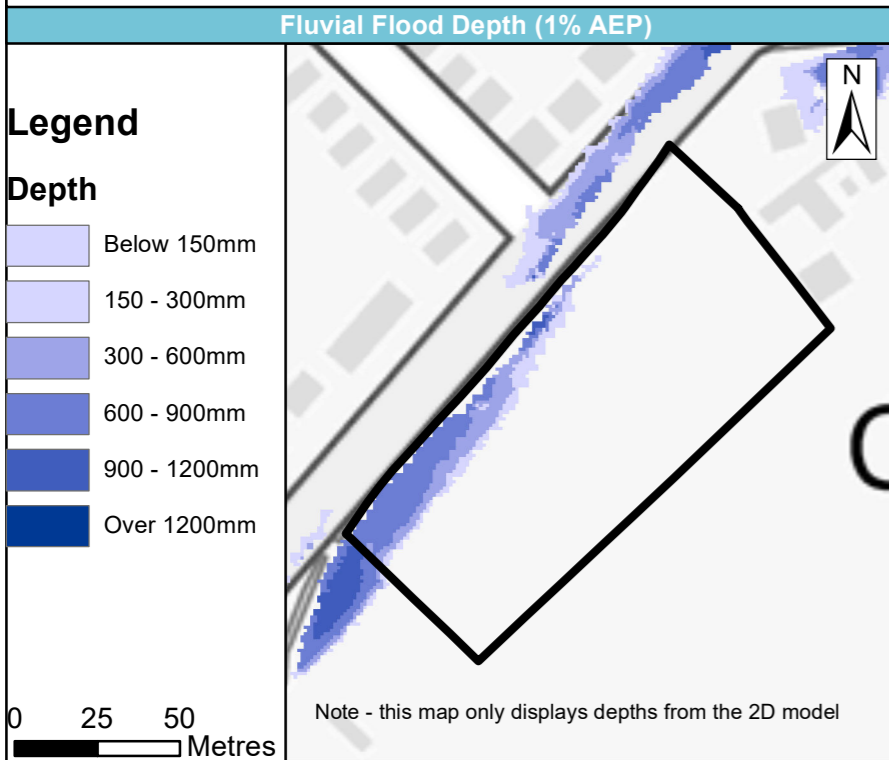 Fluvial Flood Depth (1% AEP)
N
Legend
Depth
Below 150mm
150 - 300mm
300 - 600mm
600 - 900mm
900 - 1200mm
Over 1200mm
0 25 50
Metres
Note - this map only displays depths from the 2D model